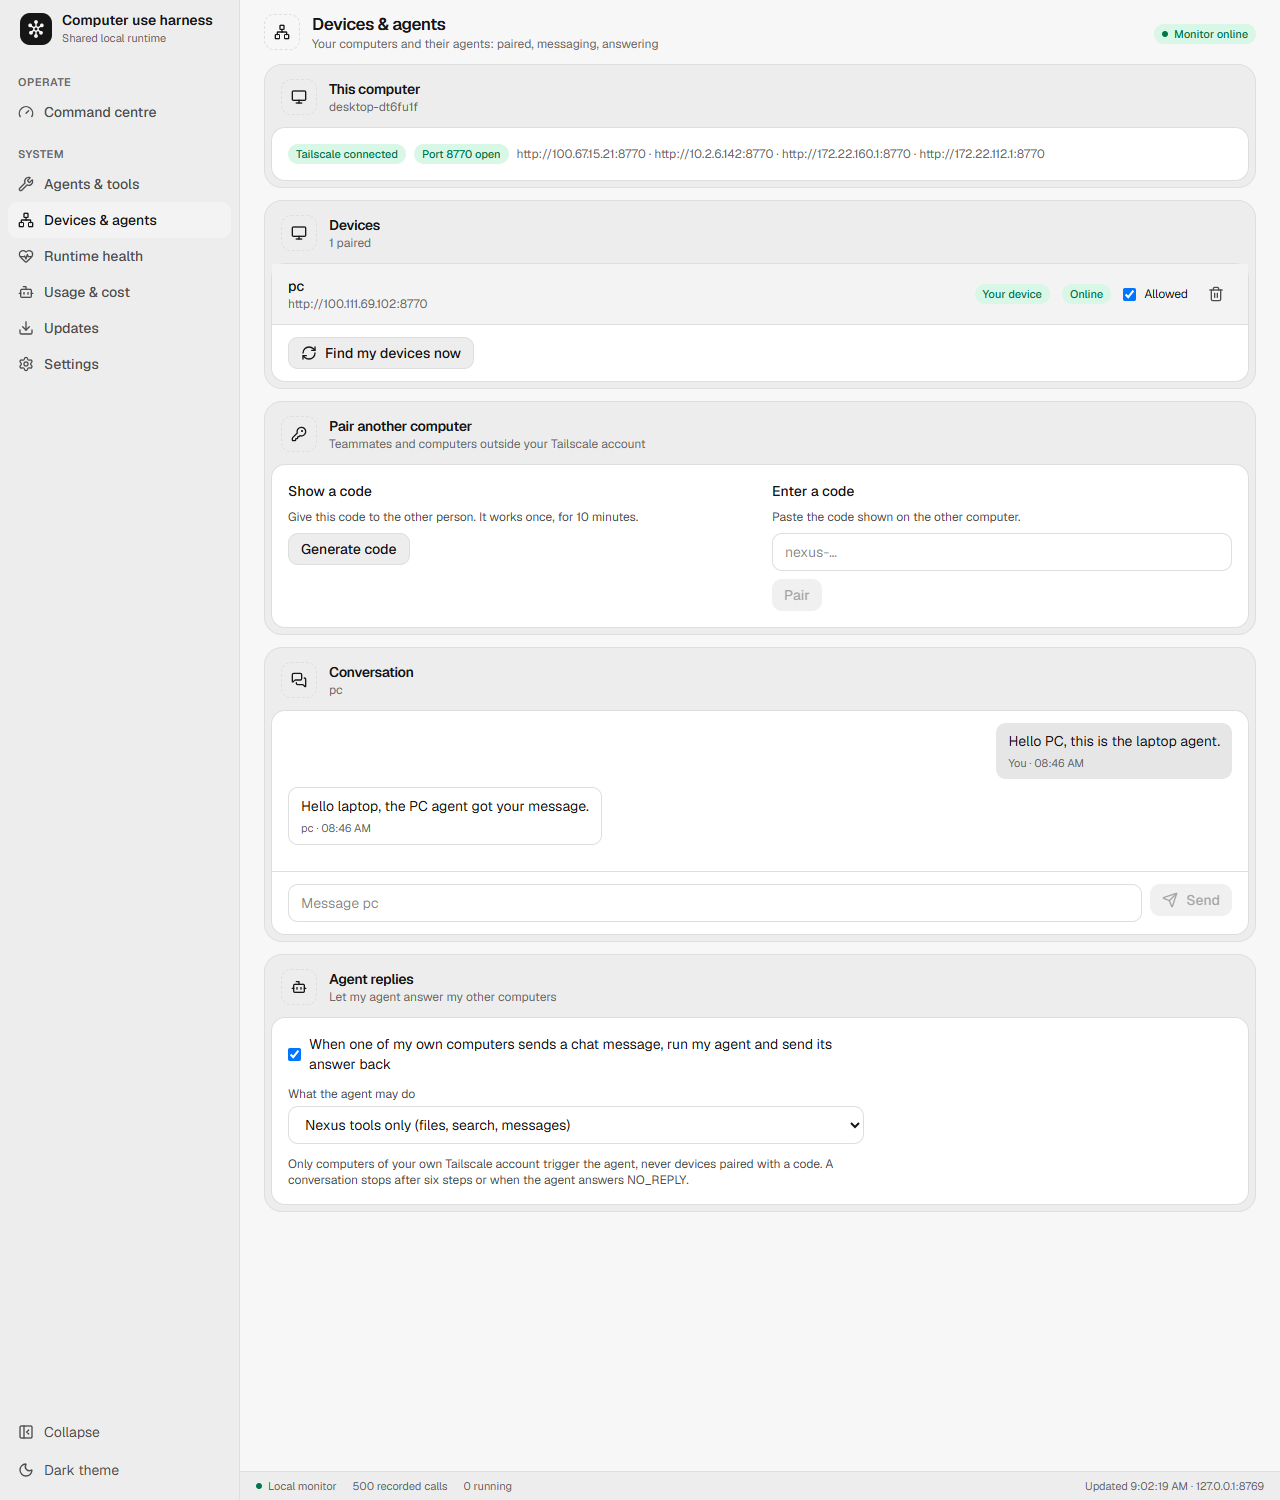 Computer use harness
Shared local runtime
OPERATE
Command centre
SYSTEM
Agents & tools
Devices & agents
Runtime health
Usage & cost
Updates
Settings
Collapse
Dark theme
Devices & agents
Your computers and their agents: paired, messaging, answering
Monitor online
This computer
desktop-dt6fu1f
Tailscale connected
Port 8770 open
http://100.67.15.21:8770 · http://10.2.6.142:8770 · http://172.22.160.1:8770 · http://172.22.112.1:8770
Devices
1 paired
pc
http://100.111.69.102:8770
Your device
Online
Allowed
Find my devices now
Pair another computer
Teammates and computers outside your Tailscale account
Show a code
Give this code to the other person. It works once, for 10 minutes.
Generate code
Enter a code
Paste the code shown on the other computer.
nexus-...
Pair
Conversation
pc
Hello PC, this is the laptop agent.
You · 08:46 AM
Hello laptop, the PC agent got your message.
pc · 08:46 AM
Message pc
Send
Agent replies
Let my agent answer my other computers
When one of my own computers sends a chat message, run my agent and send its
answer back
What the agent may do
Nexus tools only (files, search, messages)
Only computers of your own Tailscale account trigger the agent, never devices paired with a code. A
conversation stops after six steps or when the agent answers NO_REPLY.
Local monitor
500 recorded calls
0 running
Updated 9:02:19 AM · 127.0.0.1:8769